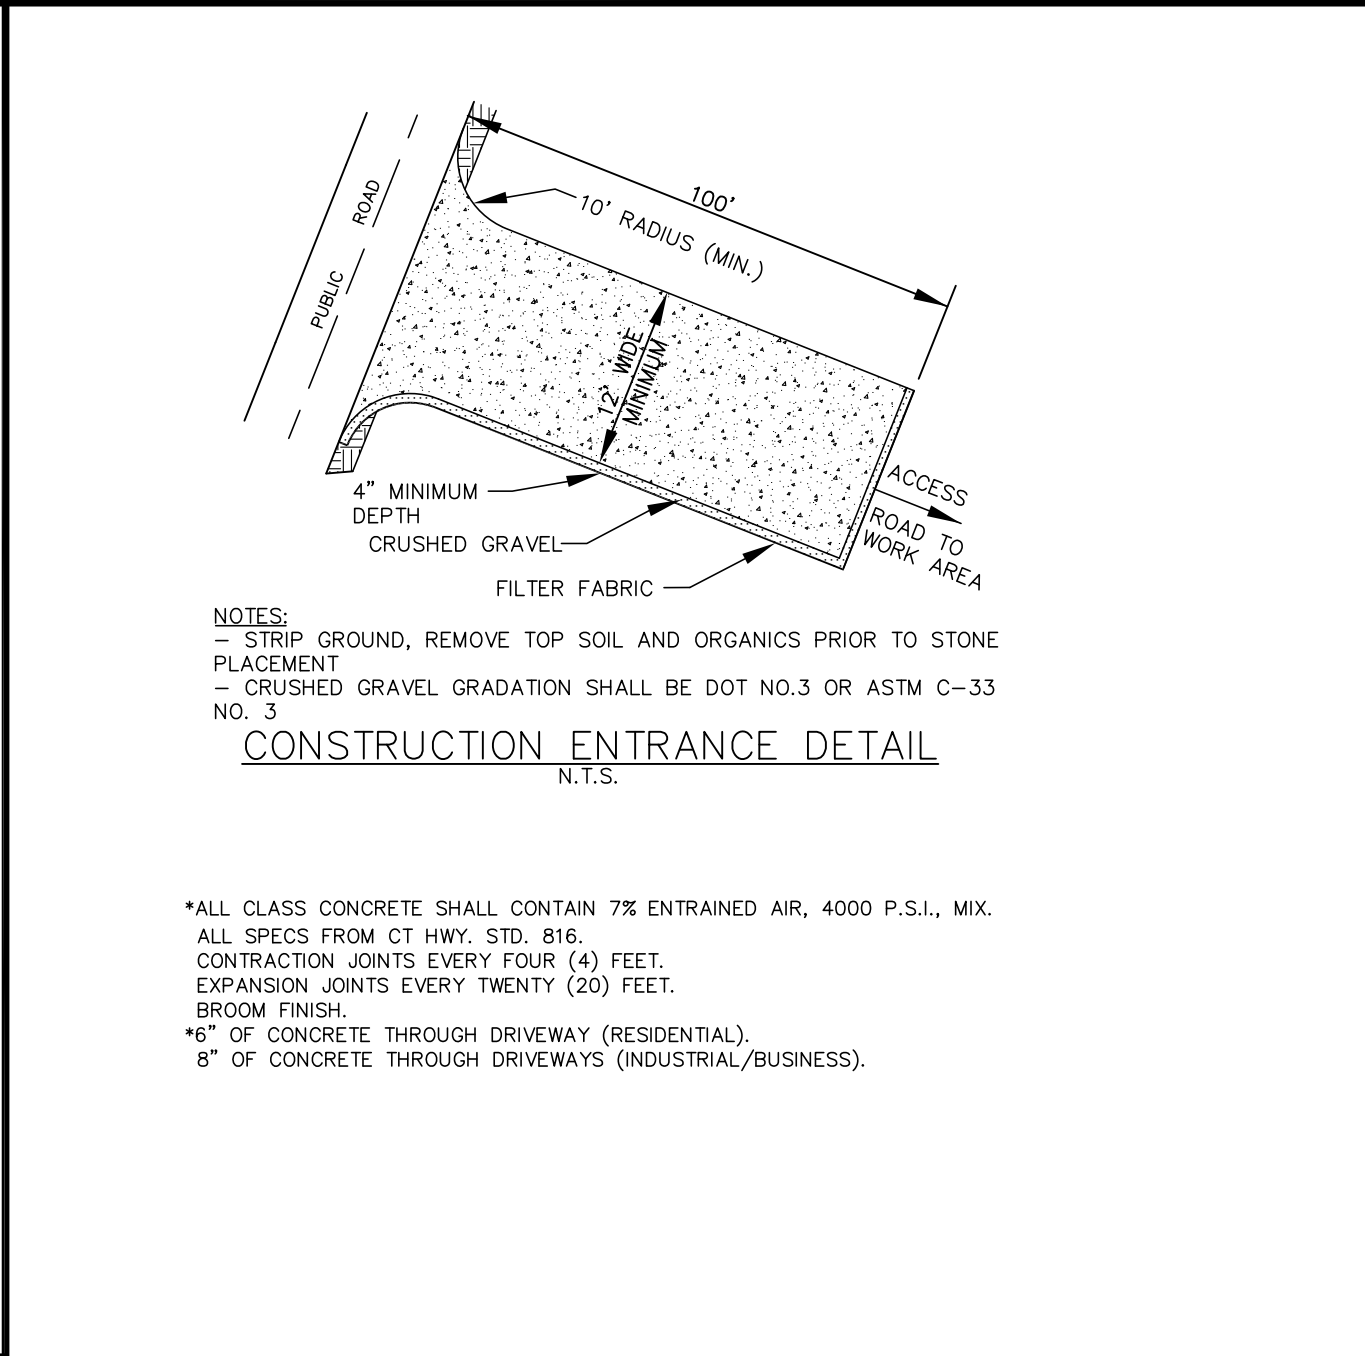 PUBLIC ROAD
100'
10' RADIUS (MIN.)
12' WIDE
MINIMUM
4" MINIMUM
DEPTH
CRUSHED GRAVEL
FILTER FABRIC
ACCESS
ROAD TO
WORK AREA
NOTES:
– STRIP GROUND, REMOVE TOP SOIL AND ORGANICS PRIOR TO STONE
PLACEMENT
– CRUSHED GRAVEL GRADATION SHALL BE DOT NO.3 OR ASTM C–33
NO. 3
CONSTRUCTION ENTRANCE DETAIL
N.T.S.
*ALL CLASS CONCRETE SHALL CONTAIN 7% ENTRAINED AIR, 4000 P.S.I., MIX.
ALL SPECS FROM CT HWY. STD. 816.
CONTRACTION JOINTS EVERY FOUR (4) FEET.
EXPANSION JOINTS EVERY TWENTY (20) FEET.
BROOM FINISH.
*6" OF CONCRETE THROUGH DRIVEWAY (RESIDENTIAL).
8" OF CONCRETE THROUGH DRIVEWAYS (INDUSTRIAL/BUSINESS).